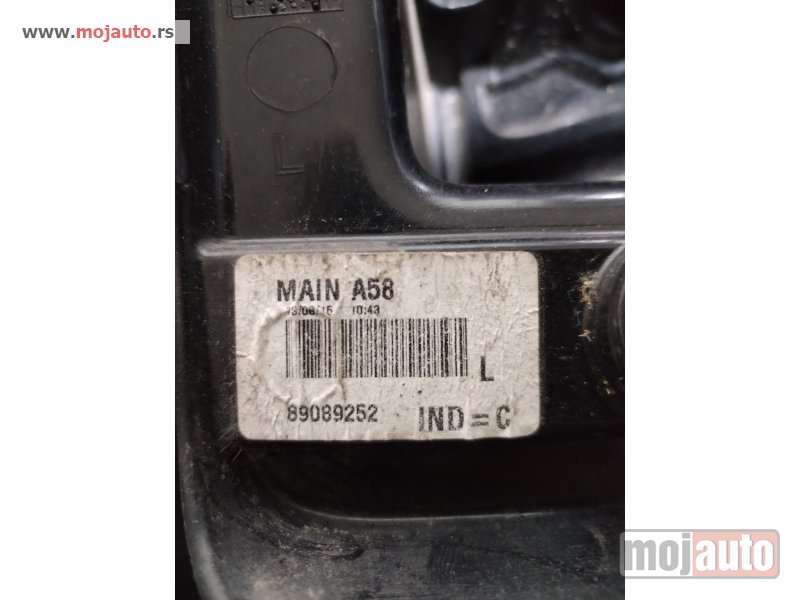 www.mojauto.rs
L
MAIN A58
10:43
L
89089252 IND = C
mojauto